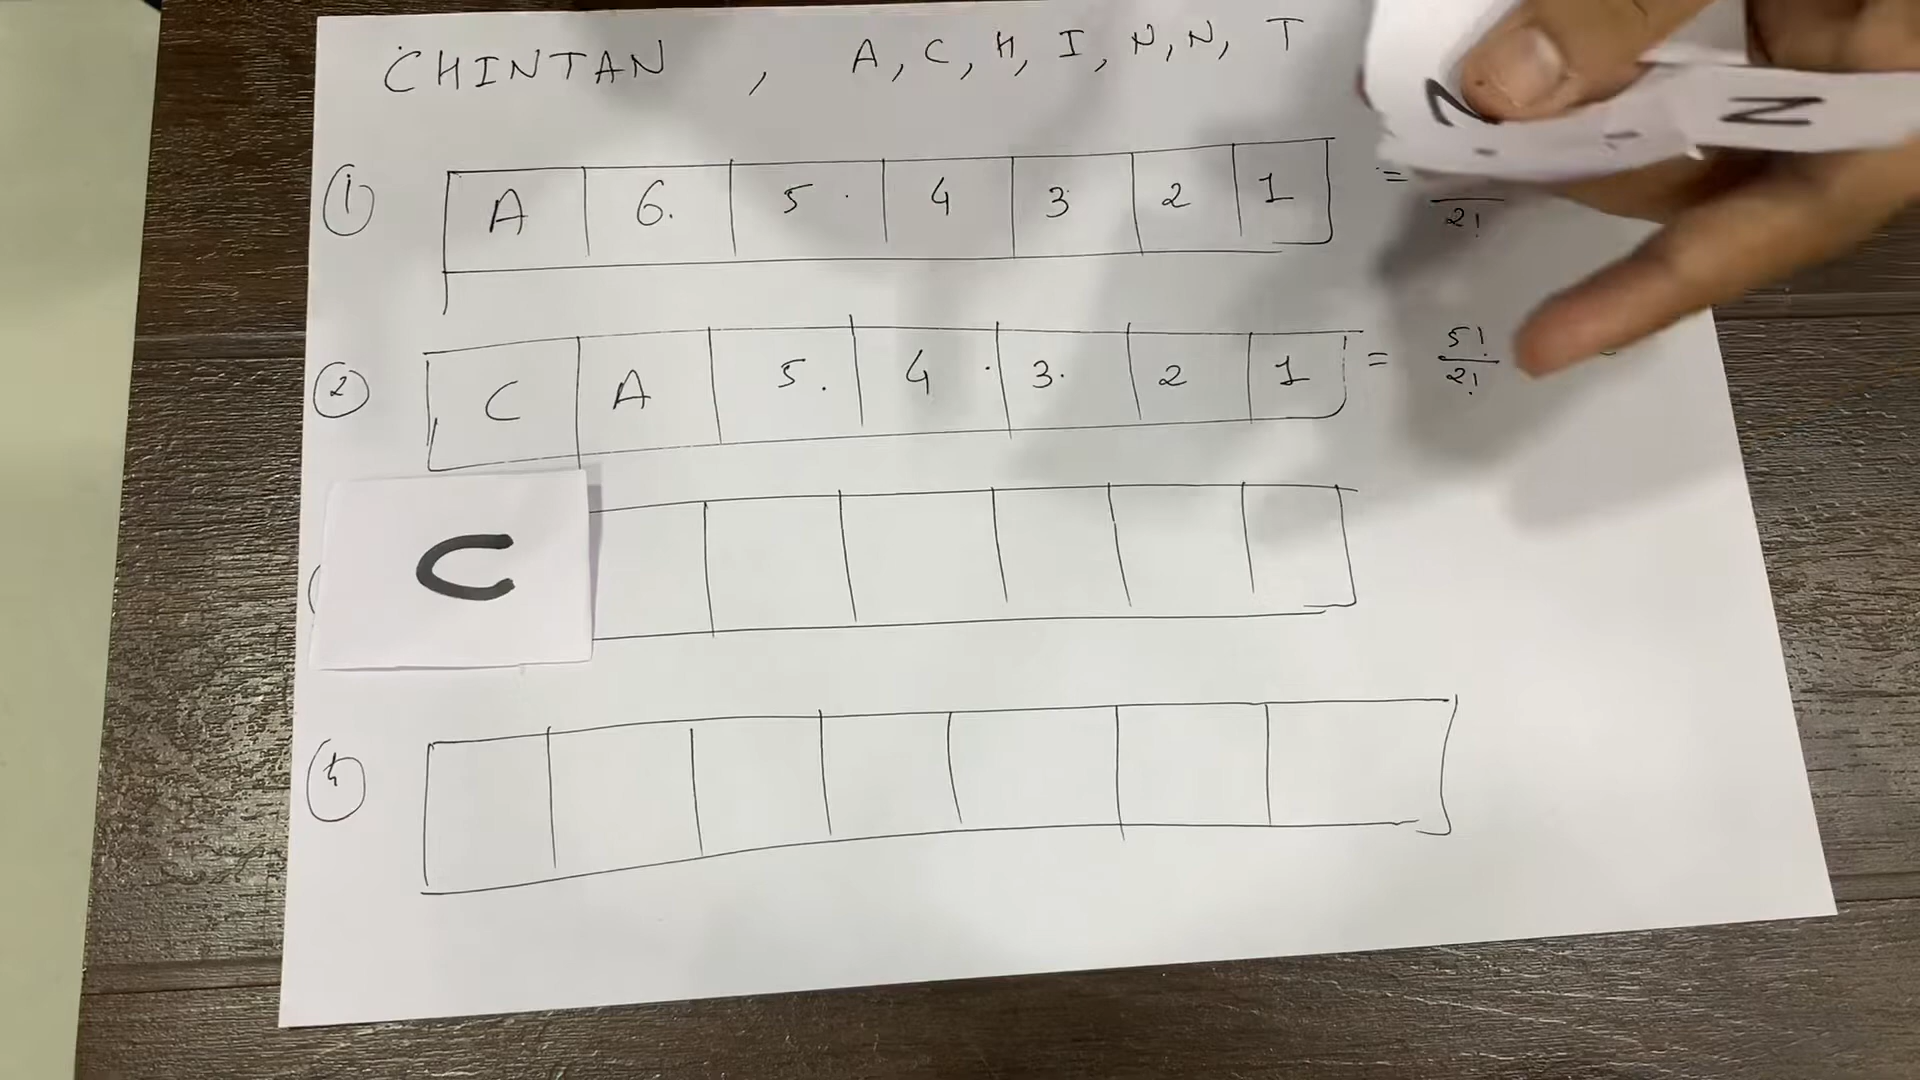 CHINTAN , A, C, H, I, N, N, T
N
① A 6. 5. 4 3 2 1 = 2!
② C A 5. 4. 3. 2 1 = 5!/2!
C
④